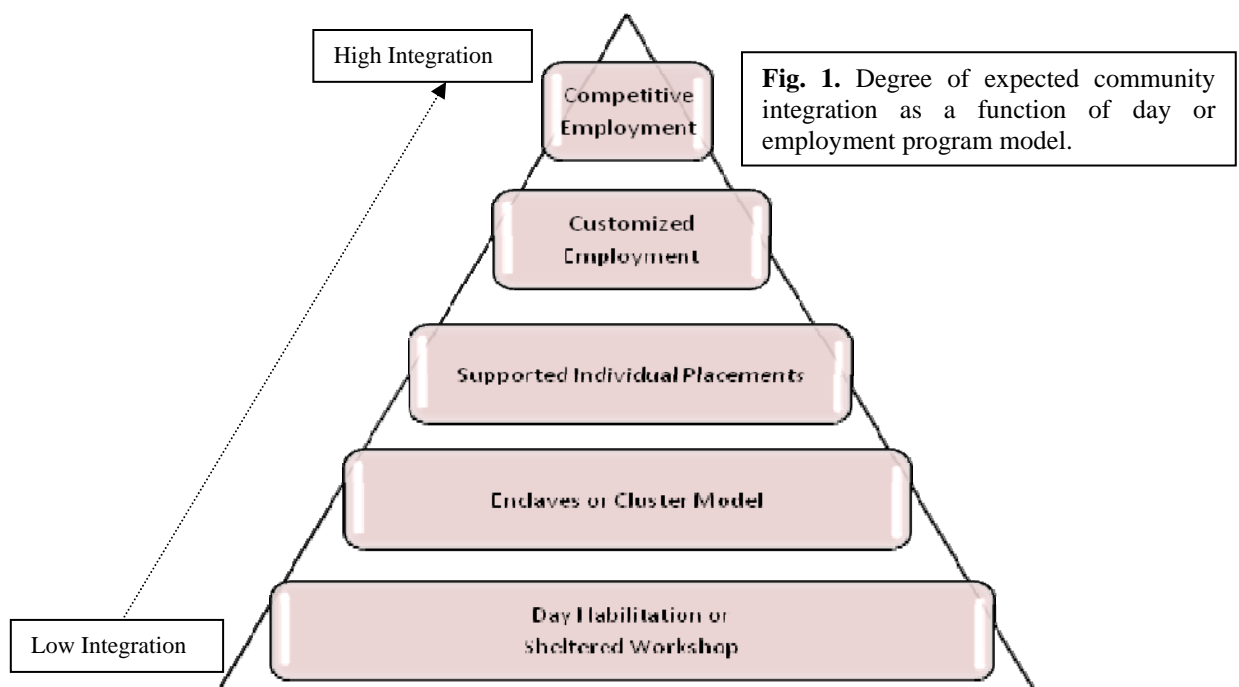 High Integration
Fig. 1. Degree of expected community
integration as a function of day or
employment program model.
Competitive
Employment
Customized
Employment
Supported Individual Placements
Enclaves or Cluster Model
Day Habilitation or
Sheltered Workshop
Low Integration